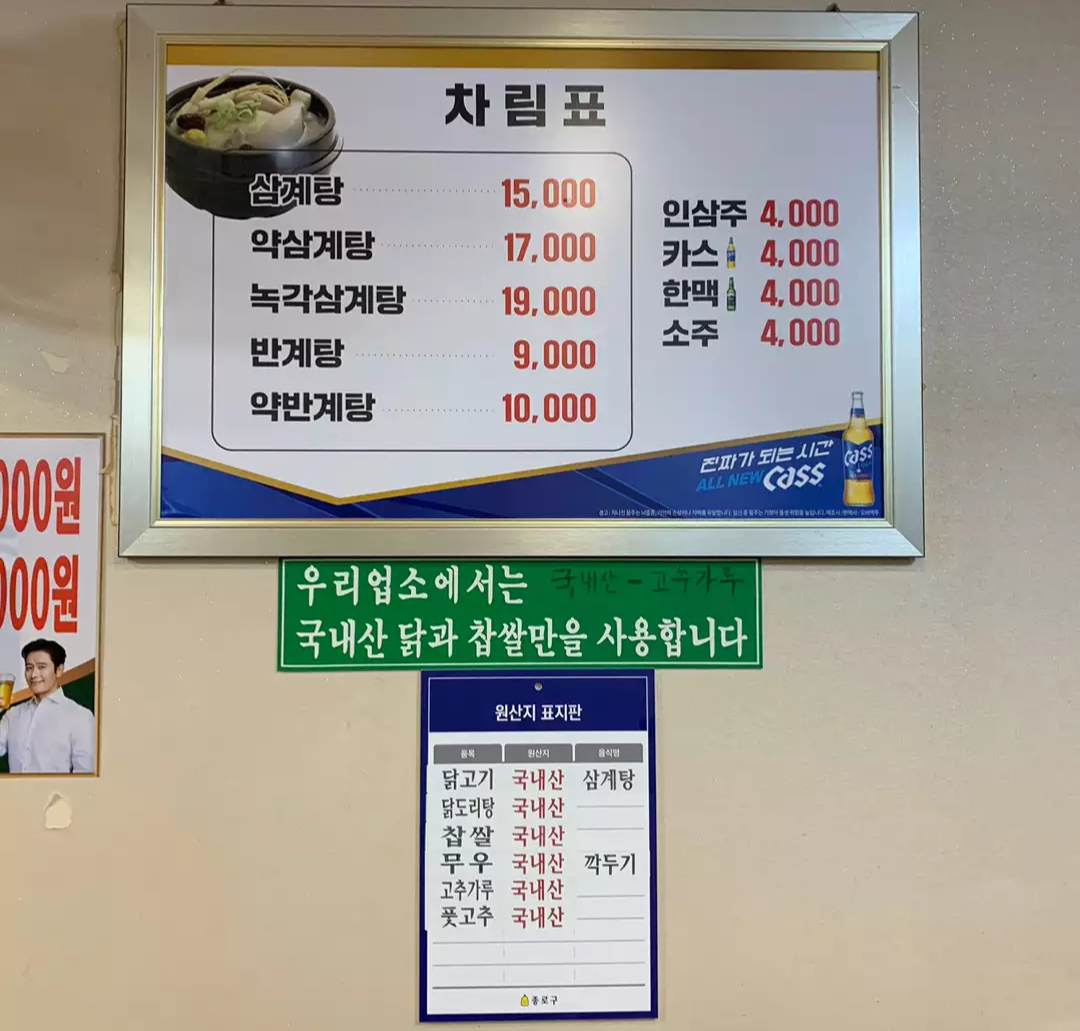 차림표
삼계탕 15,000
약삼계탕 17,000
녹각삼계탕 19,000
반계탕 9,000
약반계탕 10,000
인삼주 4,000
카스 4,000
한맥 4,000
소주 4,000
진짜가 되는 시간
ALL NEW Cass
Cass
000원
000원
우리업소에서는 국내산-고추가루
국내산 닭과 찹쌀만을 사용합니다
원산지 표지판
품목 원산지 음식명
닭고기 국내산 삼계탕
닭도리탕 국내산
찹쌀 국내산
무우 국내산 깍두기
고추가루 국내산
풋고추 국내산
종로구